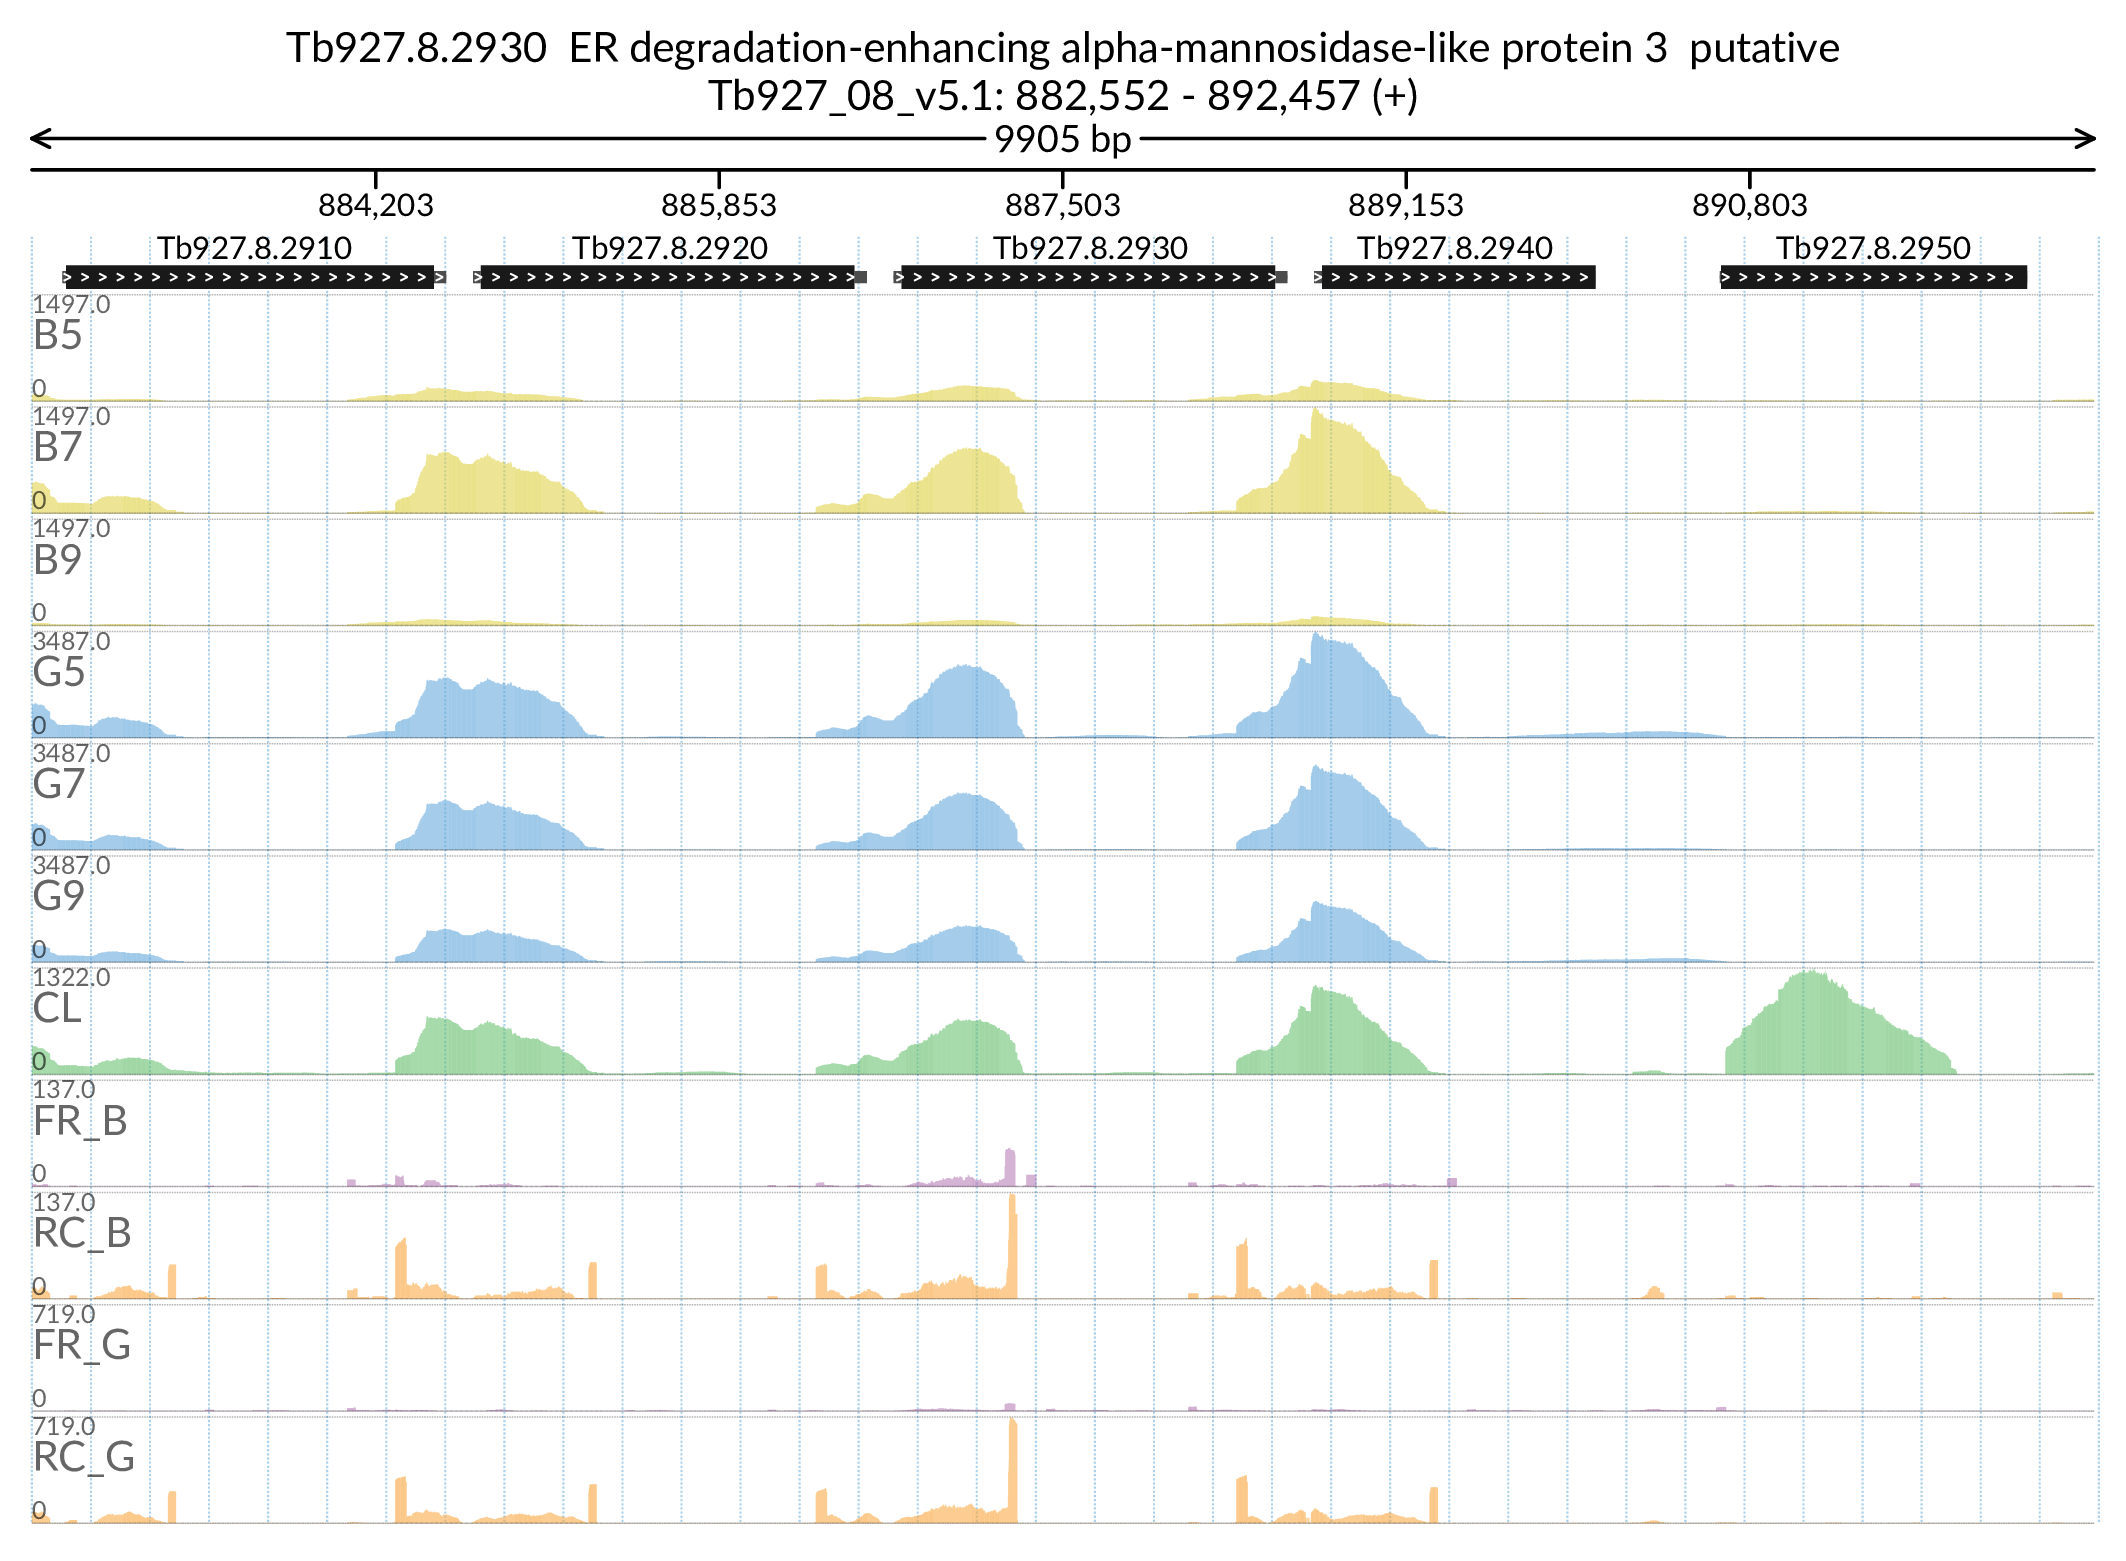 Tb927.8.2930  ER degradation-enhancing alpha-mannosidase-like protein 3  putative
Tb927_08_v5.1: 882,552 - 892,457 (+)
9905 bp
884,203 885,853 887,503 889,153 890,803
Tb927.8.2910 Tb927.8.2920 Tb927.8.2930 Tb927.8.2940 Tb927.8.2950
1497.0
B5
0
1497.0
B7
0
1497.0
B9
0
3487.0
G5
0
3487.0
G7
0
3487.0
G9
0
1322.0
CL
0
137.0
FR_B
0
137.0
RC_B
0
719.0
FR_G
0
719.0
RC_G
0